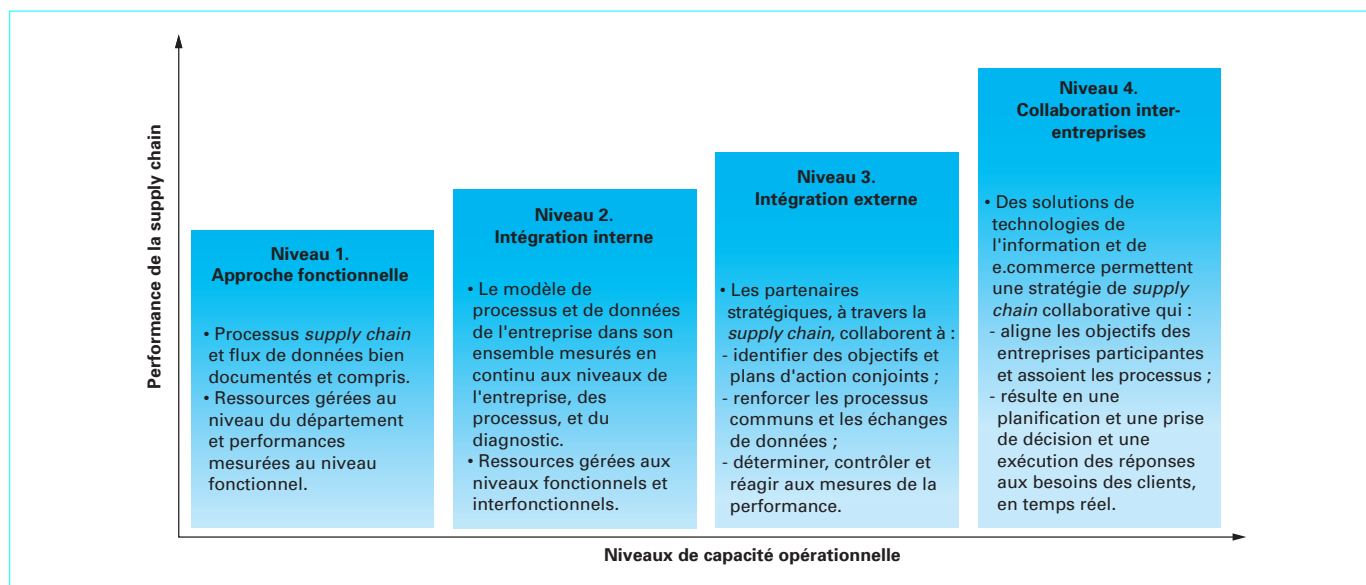 Performance de la supply chain
Niveau 1.
Approche fonctionnelle
• Processus supply chain
et flux de données bien
documentés et compris.
• Ressources gérées au
niveau du département
et performances
mesurées au niveau
fonctionnel.
Niveau 2.
Intégration interne
• Le modèle de
processus et de données
de l'entreprise dans son
ensemble mesurés en
continu aux niveaux de
l'entreprise, des
processus, et du
diagnostic.
• Ressources gérées aux
niveaux fonctionnels et
interfonctionnels.
Niveau 3.
Intégration externe
• Les partenaires
stratégiques, à travers la
supply chain, collaborent à :
- identifier des objectifs et
plans d'action conjoints ;
- renforcer les processus
communs et les échanges
de données ;
- déterminer, contrôler et
réagir aux mesures de la
performance.
Niveau 4.
Collaboration inter-
entreprises
• Des solutions de
technologies de
l'information et de
e.commerce permettent
une stratégie de supply
chain collaborative qui :
- aligne les objectifs des
entreprises participantes
et assoient les processus ;
- résulte en une
planification et une prise
de décision et une
exécution des réponses
aux besoins des clients,
en temps réel.
Niveaux de capacité opérationnelle